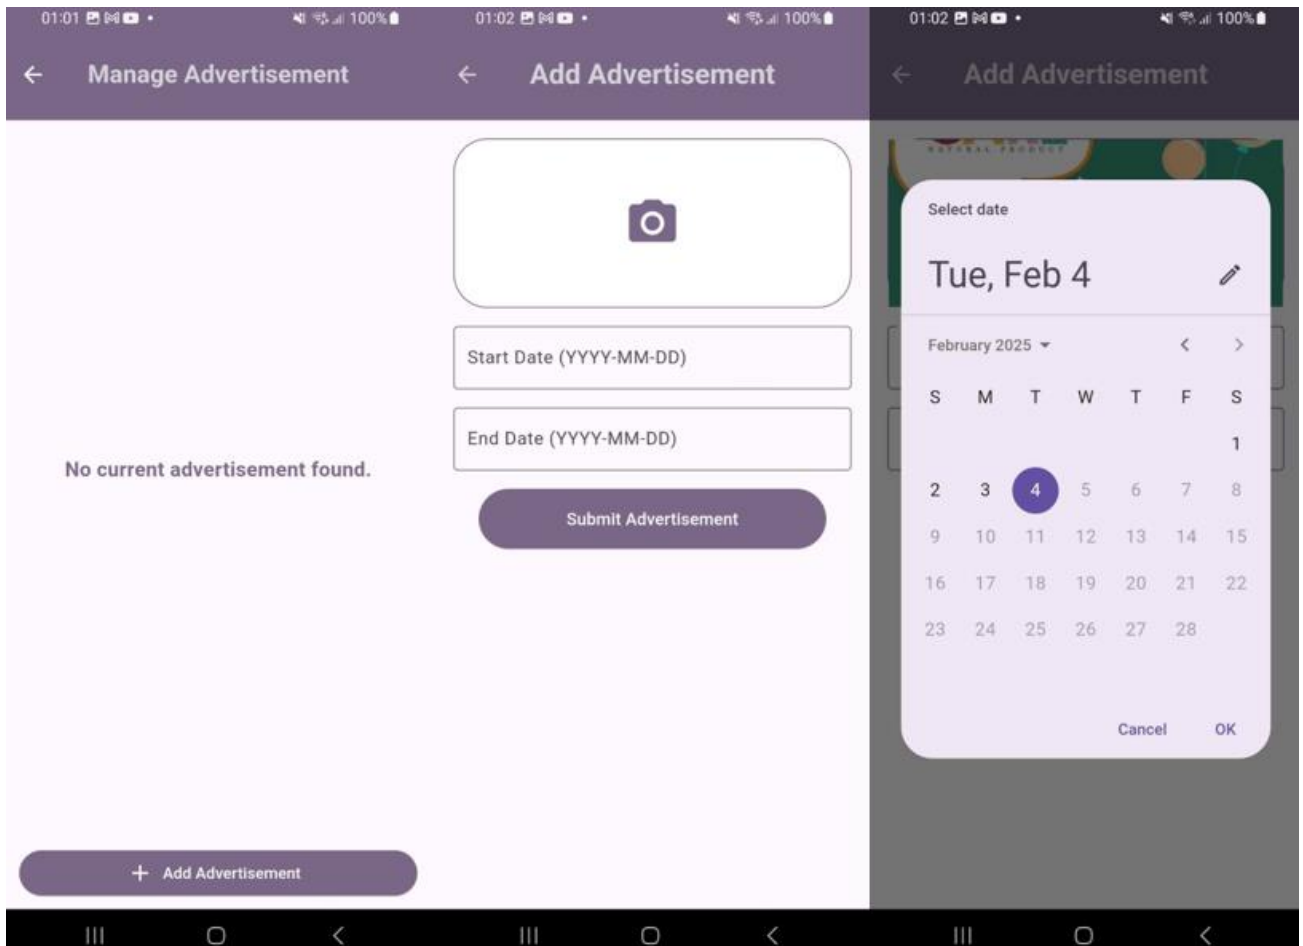 01:01
100%
Manage Advertisement
No current advertisement found.
+ Add Advertisement
01:02
100%
Add Advertisement
Start Date (YYYY-MM-DD)
End Date (YYYY-MM-DD)
Submit Advertisement
01:02
100%
Add Advertisement
NATURAL PRODUCT
Select date
Tue, Feb 4
February 2025
S M T W T F S
1
2 3 4 5 6 7 8
9 10 11 12 13 14 15
16 17 18 19 20 21 22
23 24 25 26 27 28
Cancel OK